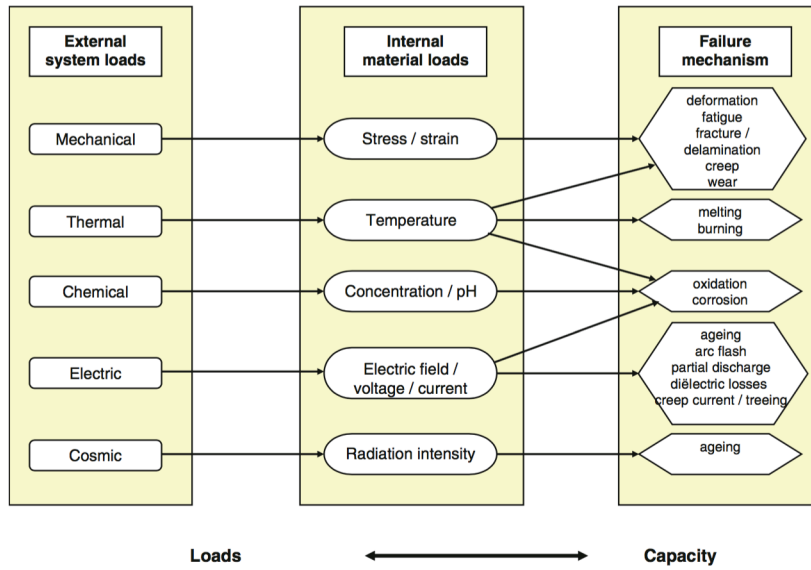 External
system loads
Internal
material loads
Failure
mechanism
Mechanical
Stress / strain
deformation
fatigue
fracture /
delamination
creep
wear
Thermal
Temperature
melting
burning
Chemical
Concentration / pH
oxidation
corrosion
Electric
Electric field /
voltage / current
ageing
arc flash
partial discharge
diëlectric losses
creep current / treeing
Cosmic
Radiation intensity
ageing
Loads
Capacity